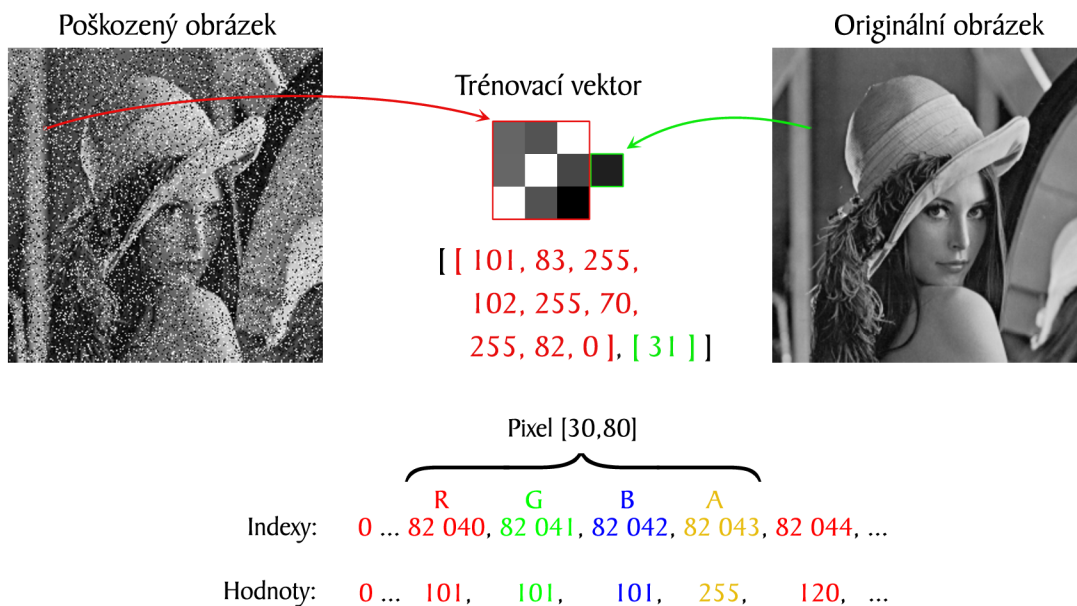 Poškozený obrázek
Originální obrázek
Trénovací vektor
[ [ 101, 83, 255,
102, 255, 70,
255, 82, 0 ], [ 31 ] ]
Pixel [30,80]
R G B A
Indexy: 0 ... 82 040, 82 041, 82 042, 82 043, 82 044, ...
Hodnoty: 0 ... 101, 101, 101, 255, 120, ...